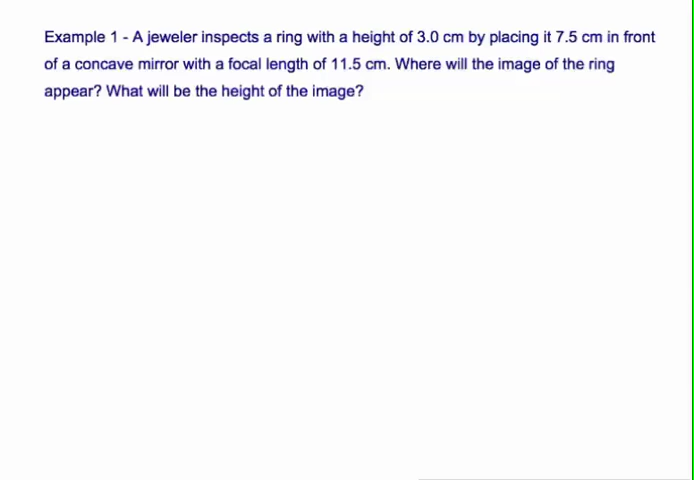 Example 1 - A jeweler inspects a ring with a height of 3.0 cm by placing it 7.5 cm in front
of a concave mirror with a focal length of 11.5 cm. Where will the image of the ring
appear? What will be the height of the image?